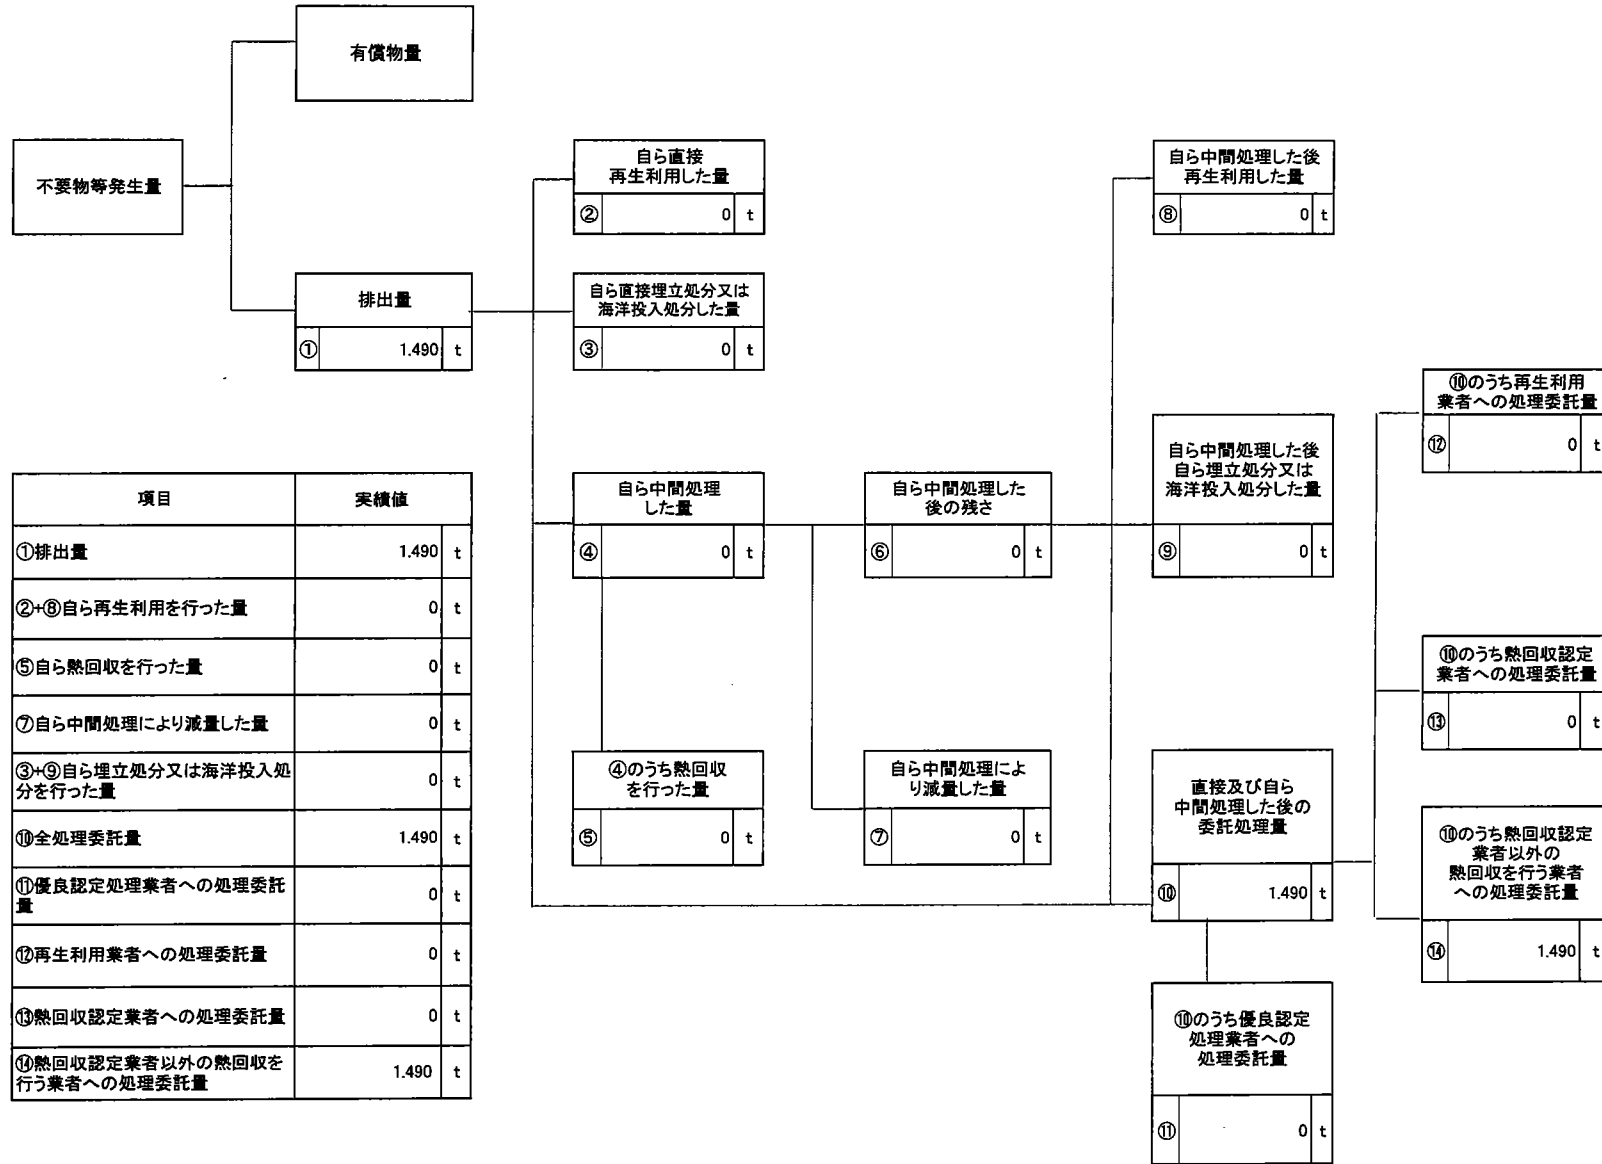 有償物量
不要物等発生量
排出量
① 1.490 t
自ら直接
再生利用した量
② 0 t
自ら直接埋立処分又は
海洋投入処分した量
③ 0 t
自ら中間処理した後
再生利用した量
⑧ 0 t
自ら中間処理
した量
④ 0 t
自ら中間処理した
後の残さ
⑥ 0 t
自ら中間処理した後
自ら埋立処分又は
海洋投入処分した量
⑨ 0 t
④のうち熱回収
を行った量
⑤ 0 t
自ら中間処理によ
り減量した量
⑦ 0 t
直接及び自ら
中間処理した後の
委託処理量
⑩ 1.490 t
⑩のうち優良認定
処理業者への
処理委託量
⑪ 0 t
⑩のうち再生利用
業者への処理委託量
⑫ 0 t
⑩のうち熱回収認定
業者への処理委託量
⑬ 0 t
⑩のうち熱回収認定
業者以外の
熱回収を行う業者
への処理委託量
⑭ 1.490 t
項目 実績値
①排出量 1.490 t
②+⑧自ら再生利用を行った量 0 t
⑤自ら熱回収を行った量 0 t
⑦自ら中間処理により減量した量 0 t
③+⑨自ら埋立処分又は海洋投入処
分を行った量 0 t
⑩全処理委託量 1.490 t
⑪優良認定処理業者への処理委託
量 0 t
⑫再生利用業者への処理委託量 0 t
⑬熱回収認定業者への処理委託量 0 t
⑭熱回収認定業者以外の熱回収を
行う業者への処理委託量 1.490 t